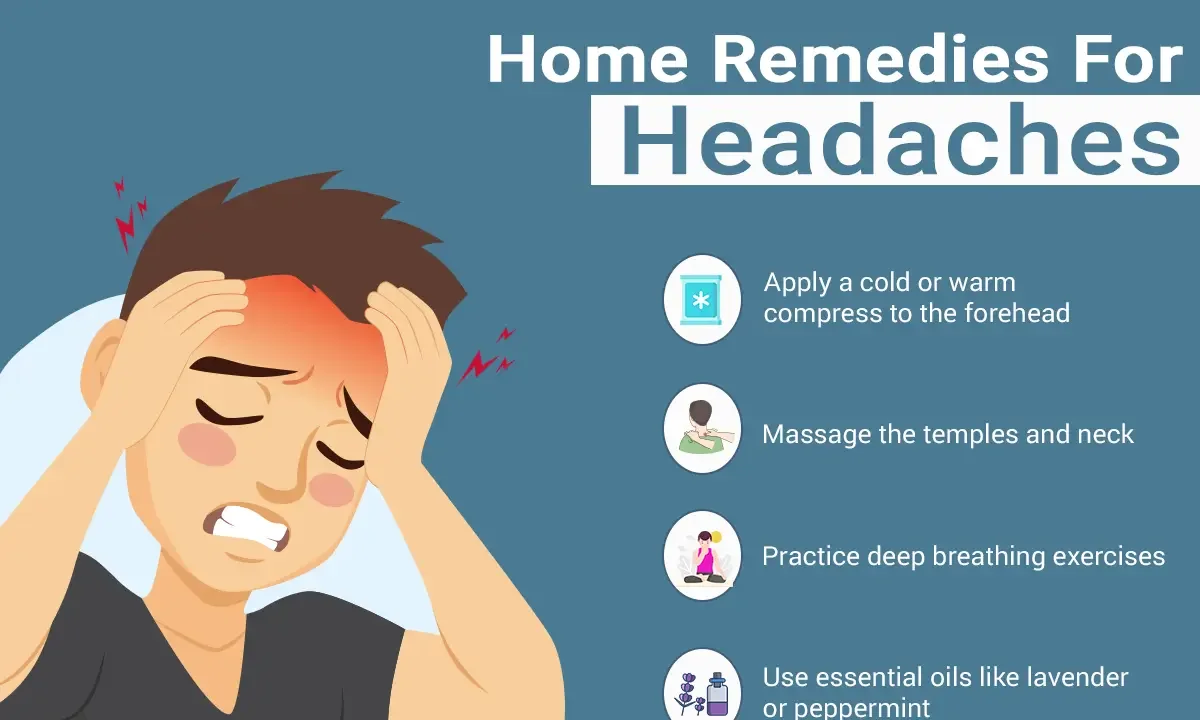 Home Remedies For
Headaches
Apply a cold or warm
compress to the forehead
Massage the temples and neck
Practice deep breathing exercises
Use essential oils like lavender
or peppermint